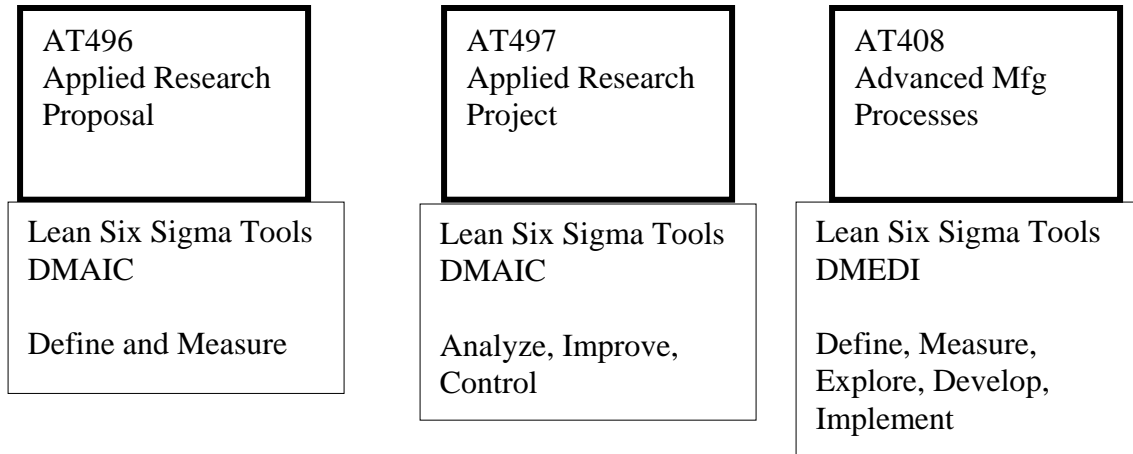 AT496
Applied Research
Proposal
Lean Six Sigma Tools
DMAIC
Define and Measure
AT497
Applied Research
Project
Lean Six Sigma Tools
DMAIC
Analyze, Improve,
Control
AT408
Advanced Mfg
Processes
Lean Six Sigma Tools
DMEDI
Define, Measure,
Explore, Develop,
Implement